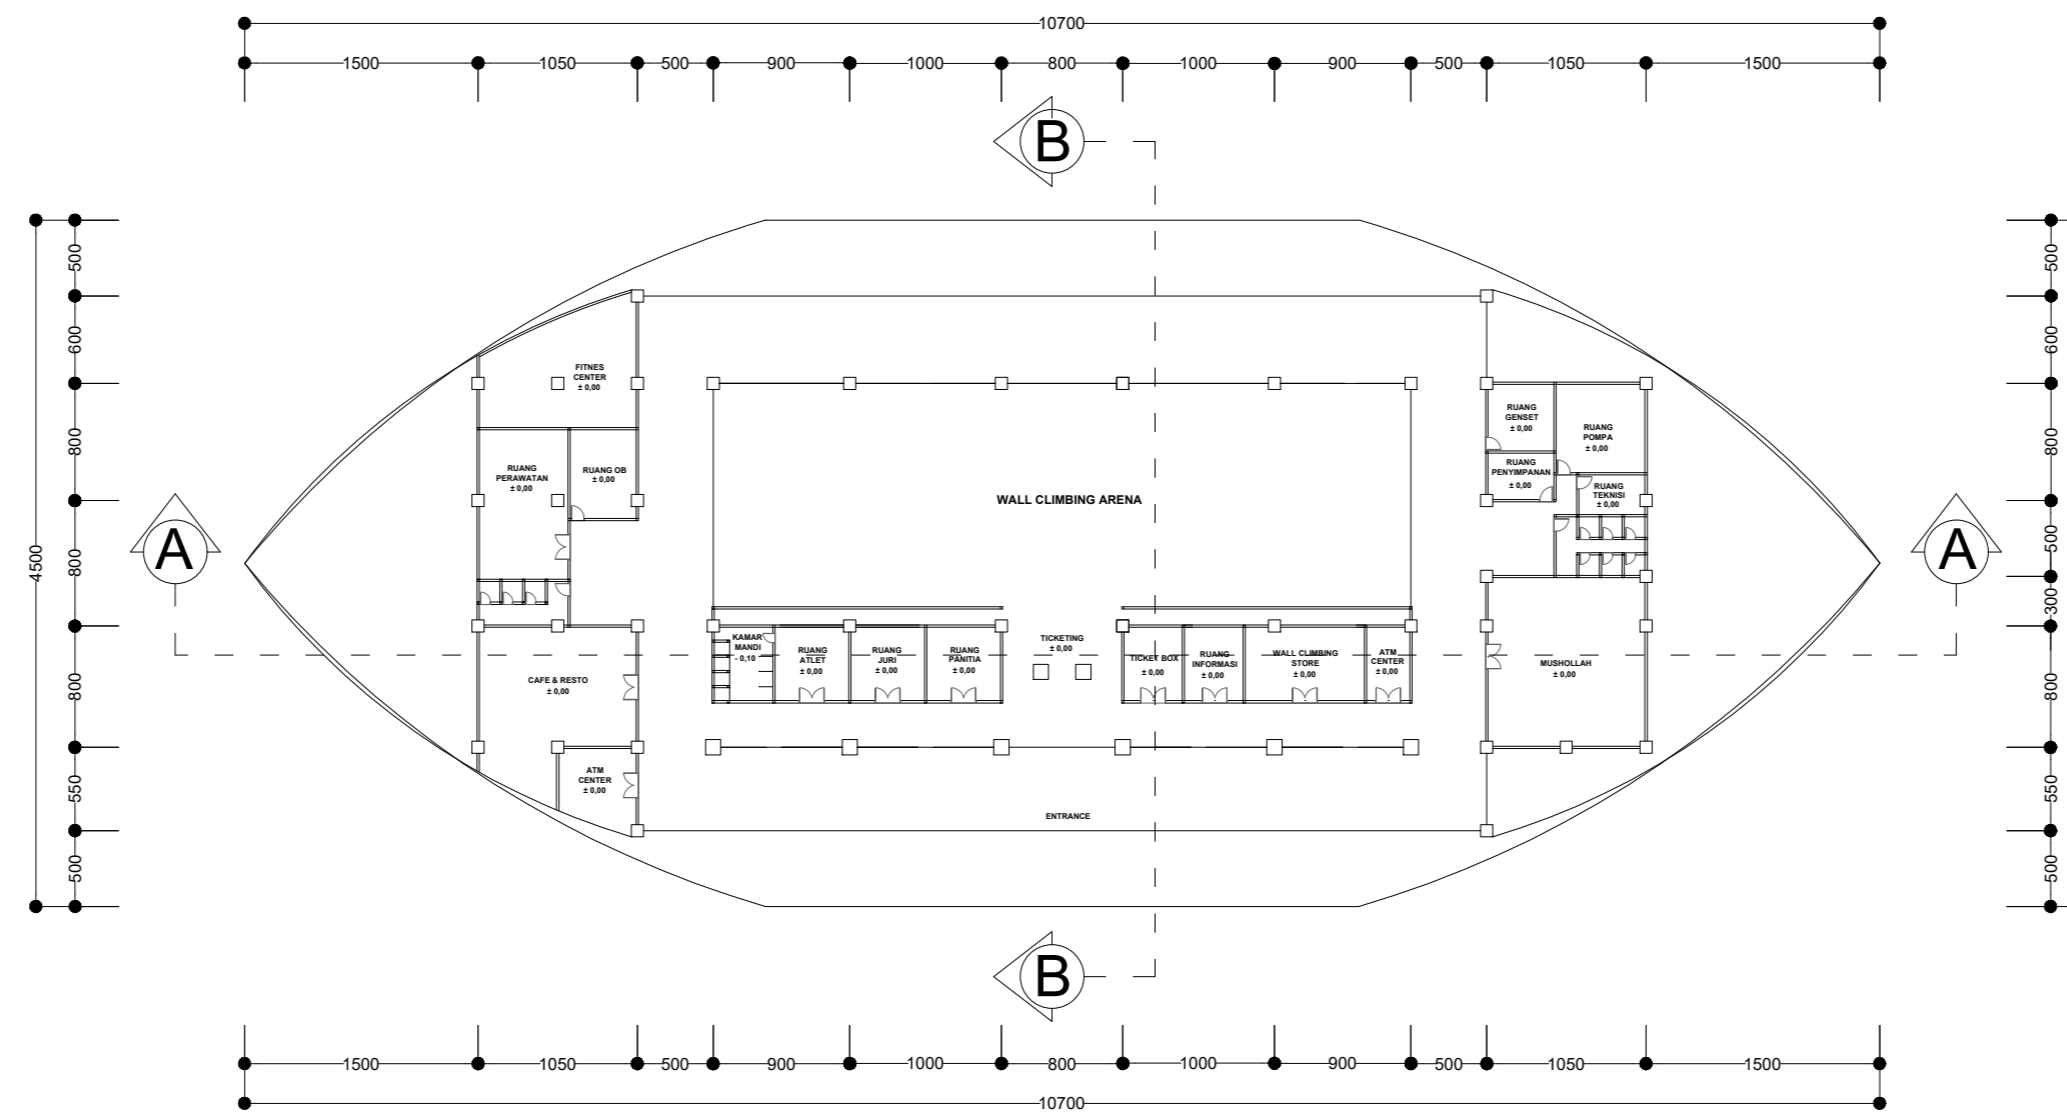 10700
1500 1050 500 900 1000 800 1000 900 500 1050 1500
B
4500
500
600
800
800
800
550
500
500
600
800
500
300
800
550
500
A
A
FITNES
CENTER
± 0,00
RUANG
PERAWATAN
± 0,00
RUANG OB
± 0,00
CAFE & RESTO
± 0,00
ATM
CENTER
± 0,00
WALL CLIMBING ARENA
KAMAR
MANDI
- 0,10
RUANG
ATLET
± 0,00
RUANG
JURI
± 0,00
RUANG
PANITIA
± 0,00
TICKETING
± 0,00
TICKET BOX
± 0,00
RUANG
INFORMASI
± 0,00
WALL CLIMBING
STORE
± 0,00
ATM
CENTER
± 0,00
RUANG
GENSET
± 0,00
RUANG
POMPA
± 0,00
RUANG
PENYIMPANAN
± 0,00
RUANG
TEKNISI
± 0,00
MUSHOLLAH
± 0,00
ENTRANCE
B
1500 1050 500 900 1000 800 1000 900 500 1050 1500
10700